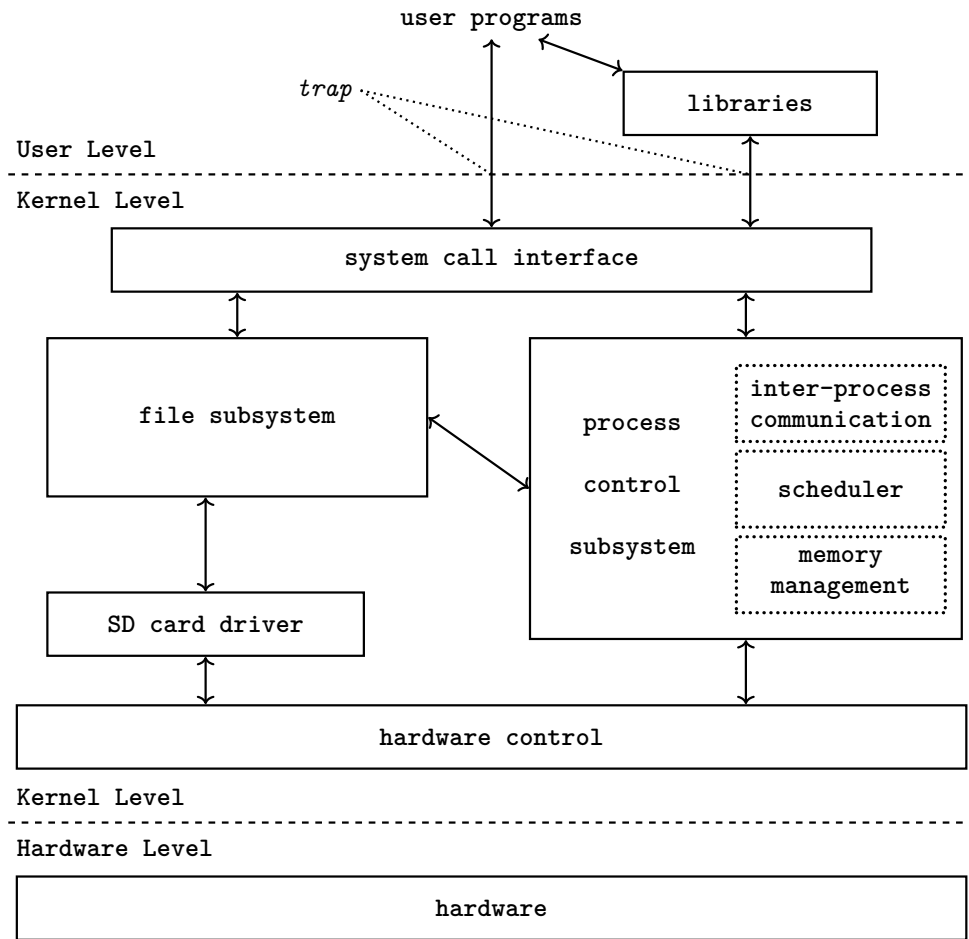 user programs
trap
libraries
User Level
Kernel Level
system call interface
file subsystem
process
control
subsystem
inter-process
communication
scheduler
memory
management
SD card driver
hardware control
Kernel Level
Hardware Level
hardware